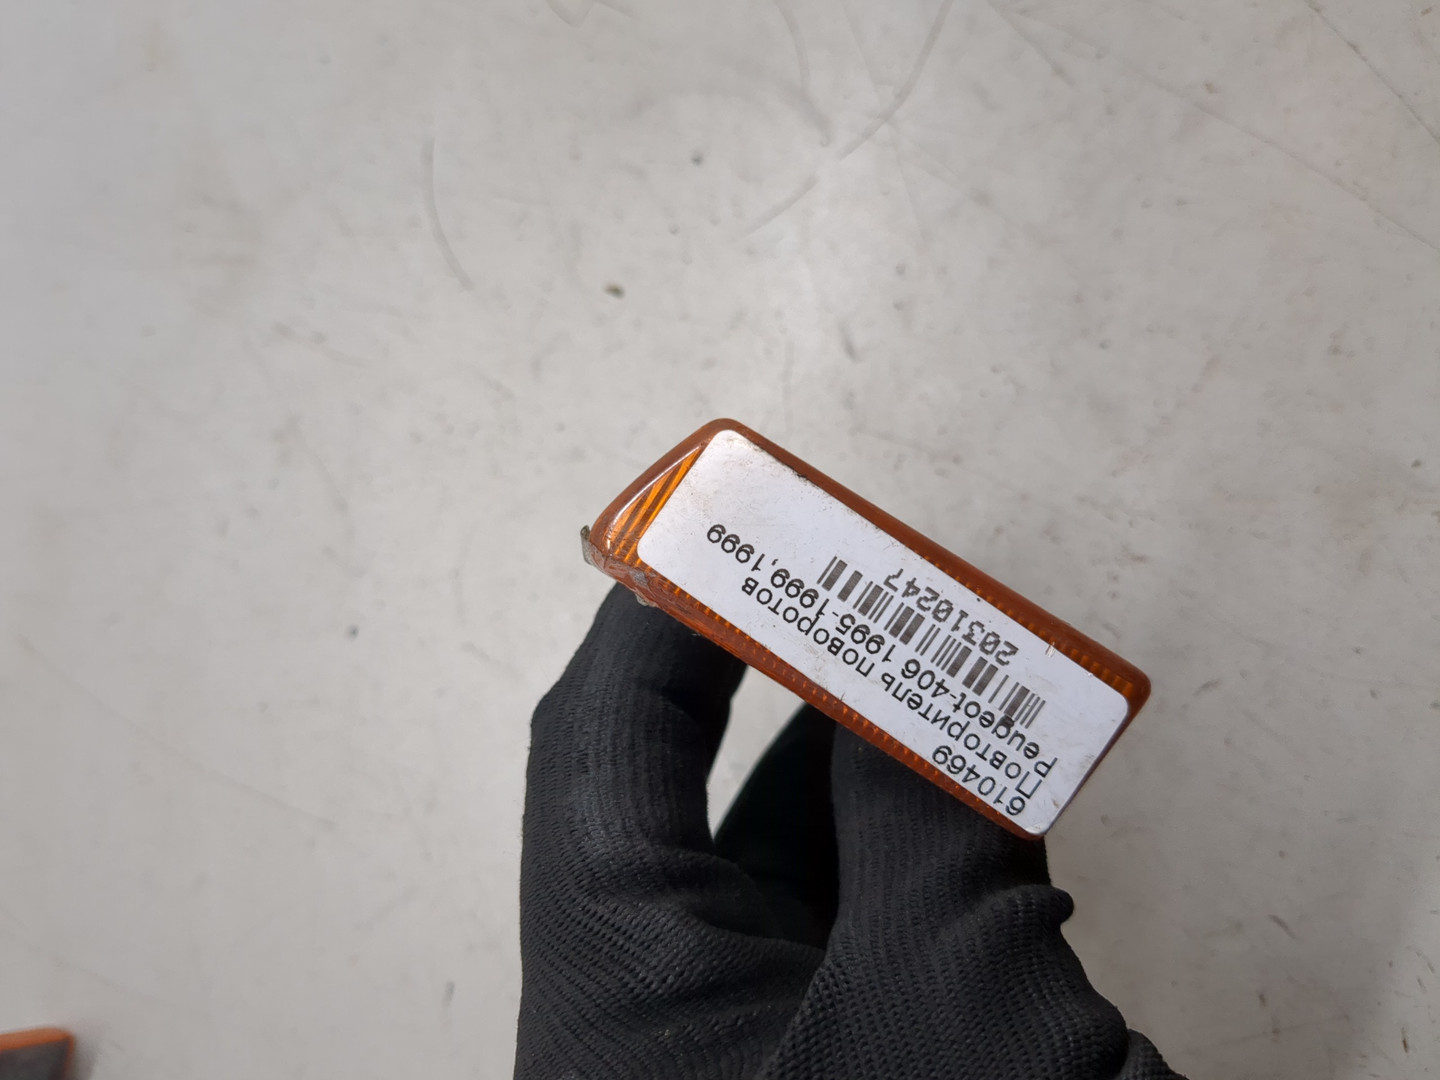 610469
Повторитель поворотов
Peugeot-406 1995-1999,1999
20310247